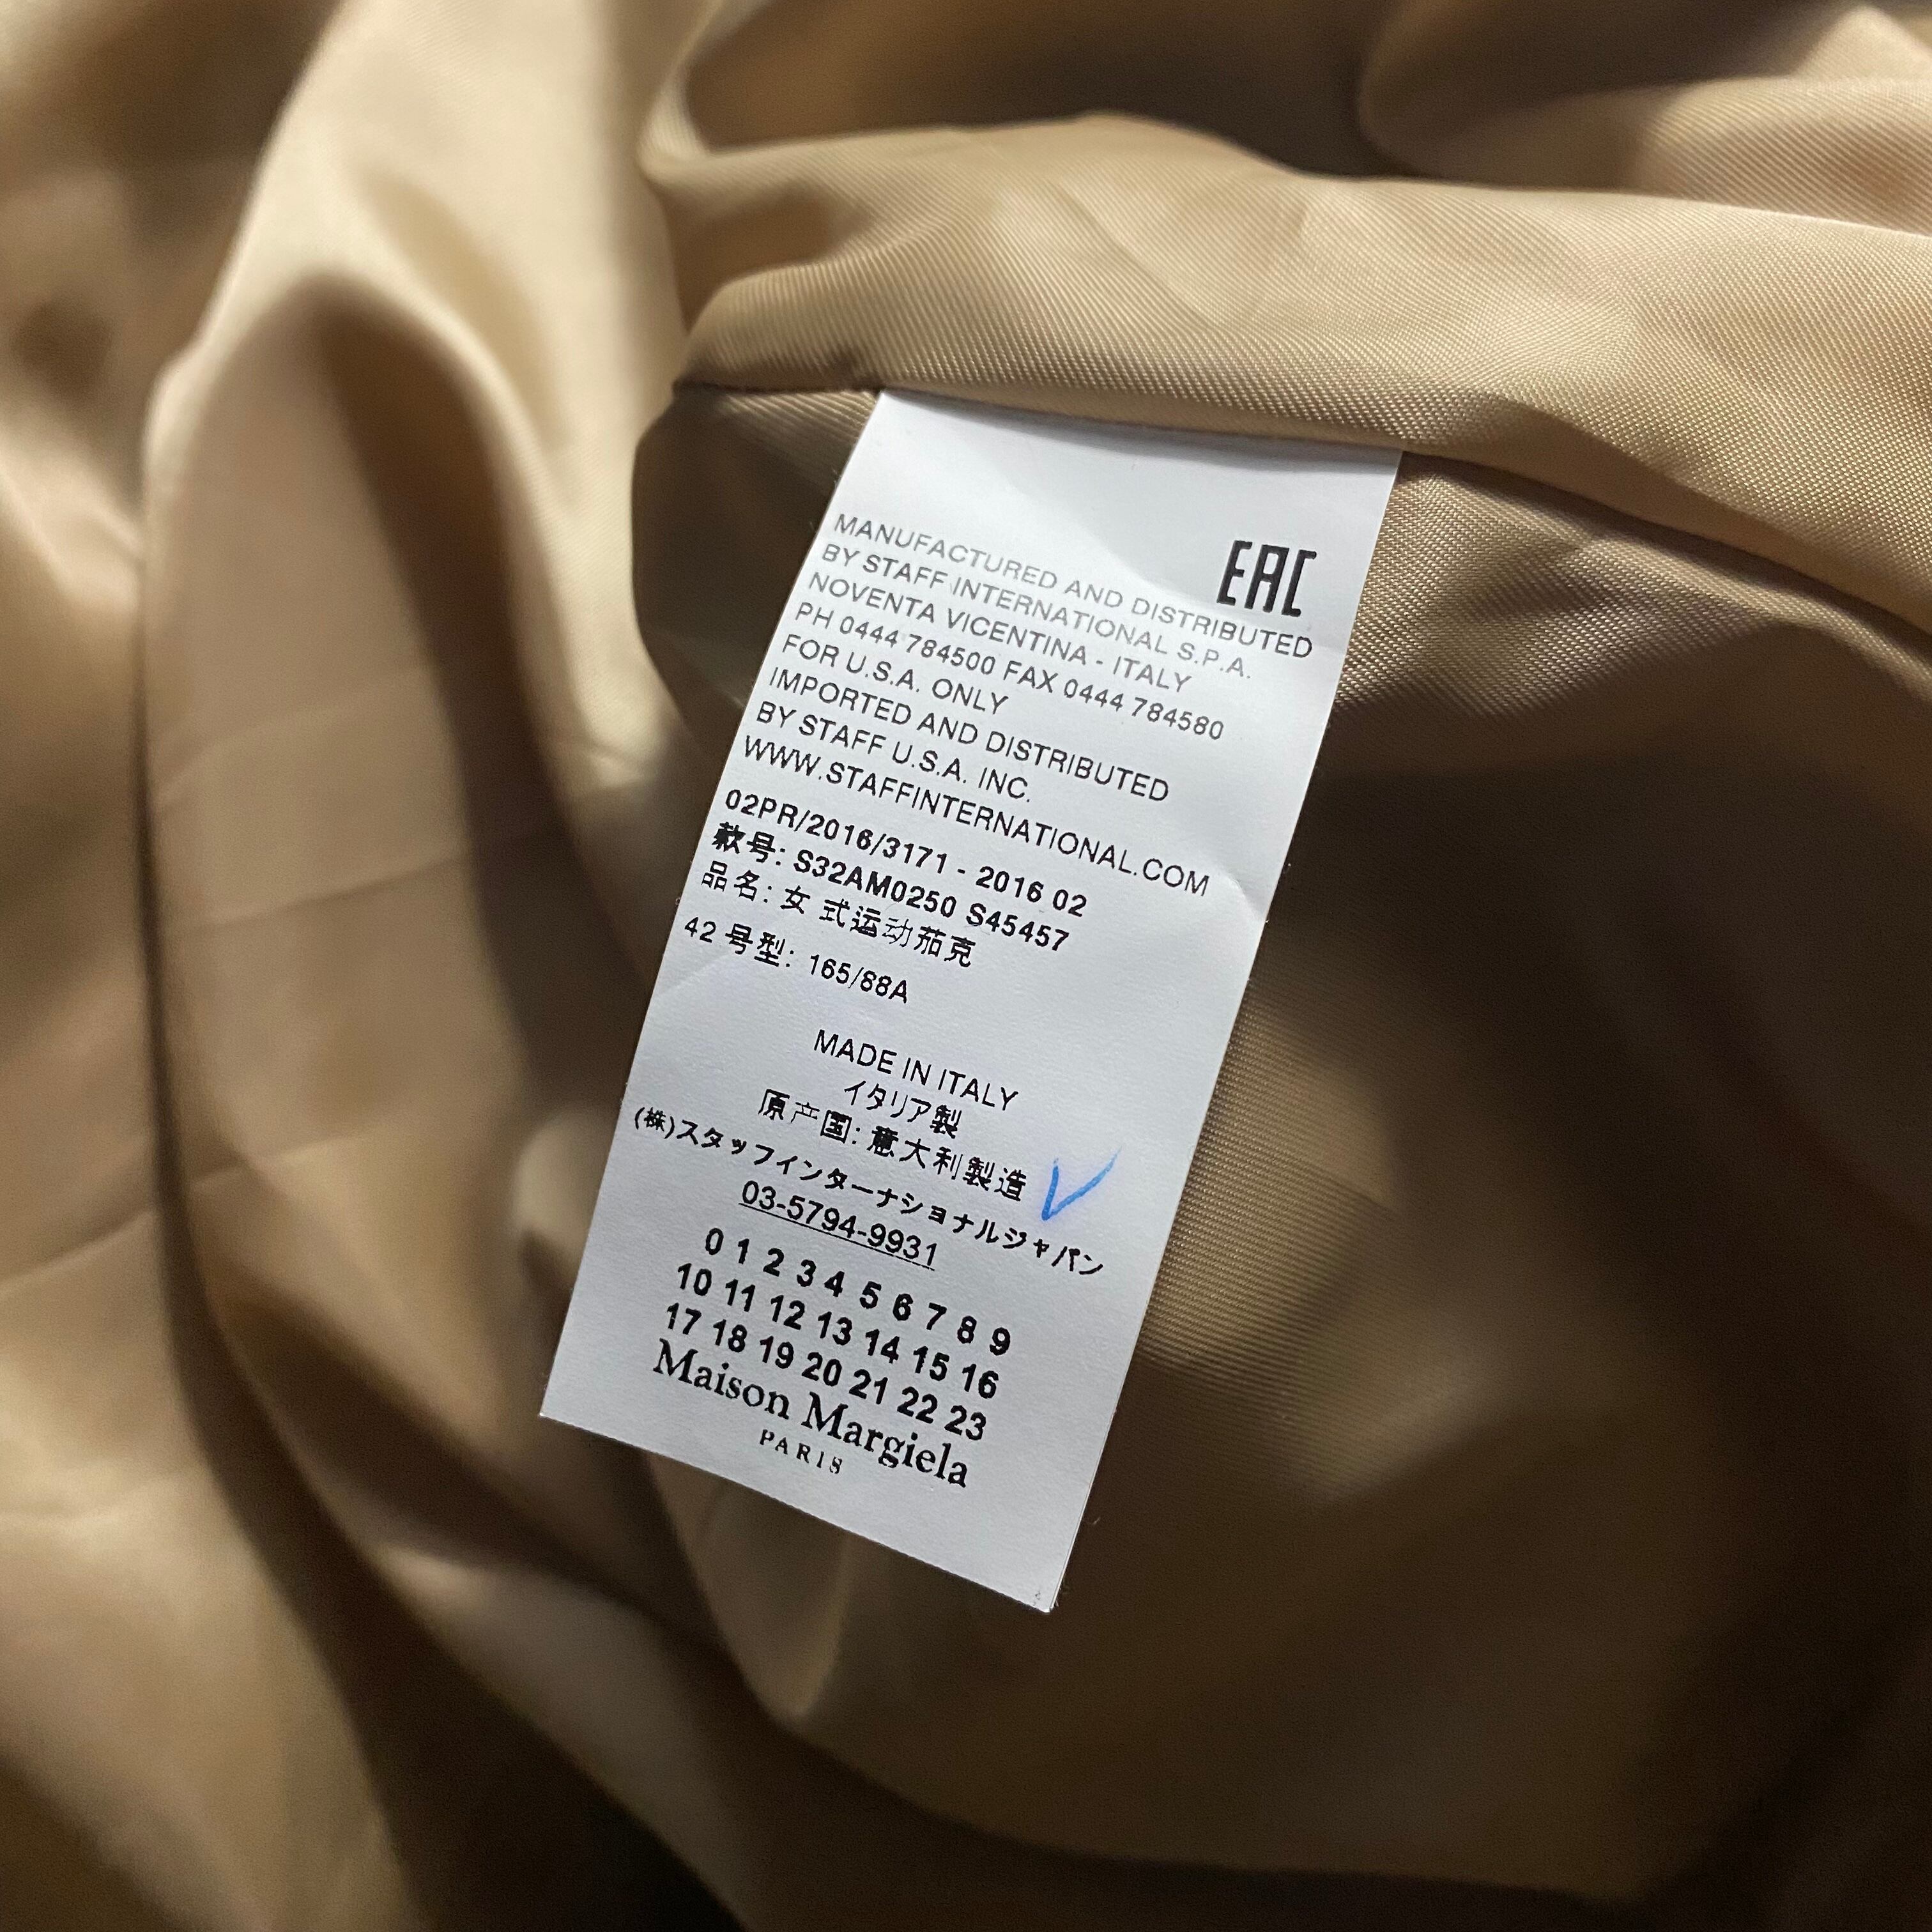 EAC
MANUFACTURED AND DISTRIBUTED
BY STAFF INTERNATIONAL S.P.A.
NOVENTA VICENTINA - ITALY
PH 0444 784500 FAX 0444 784580
FOR U.S.A. ONLY
IMPORTED AND DISTRIBUTED
BY STAFF U.S.A. INC.
WWW.STAFFINTERNATIONAL.COM
02PR/2016/3171 - 2016 02
款号: S32AM0250 S45457
品名: 女 式运动茄克
42 号型: 165/88A
MADE IN ITALY
イタリア製
原产国: 意大利製造
(株)スタッフインターナショナルジャパン
03-5794-9931
0 1 2 3 4 5 6 7 8 9
10 11 12 13 14 15 16
17 18 19 20 21 22 23
Maison Margiela
PARIS